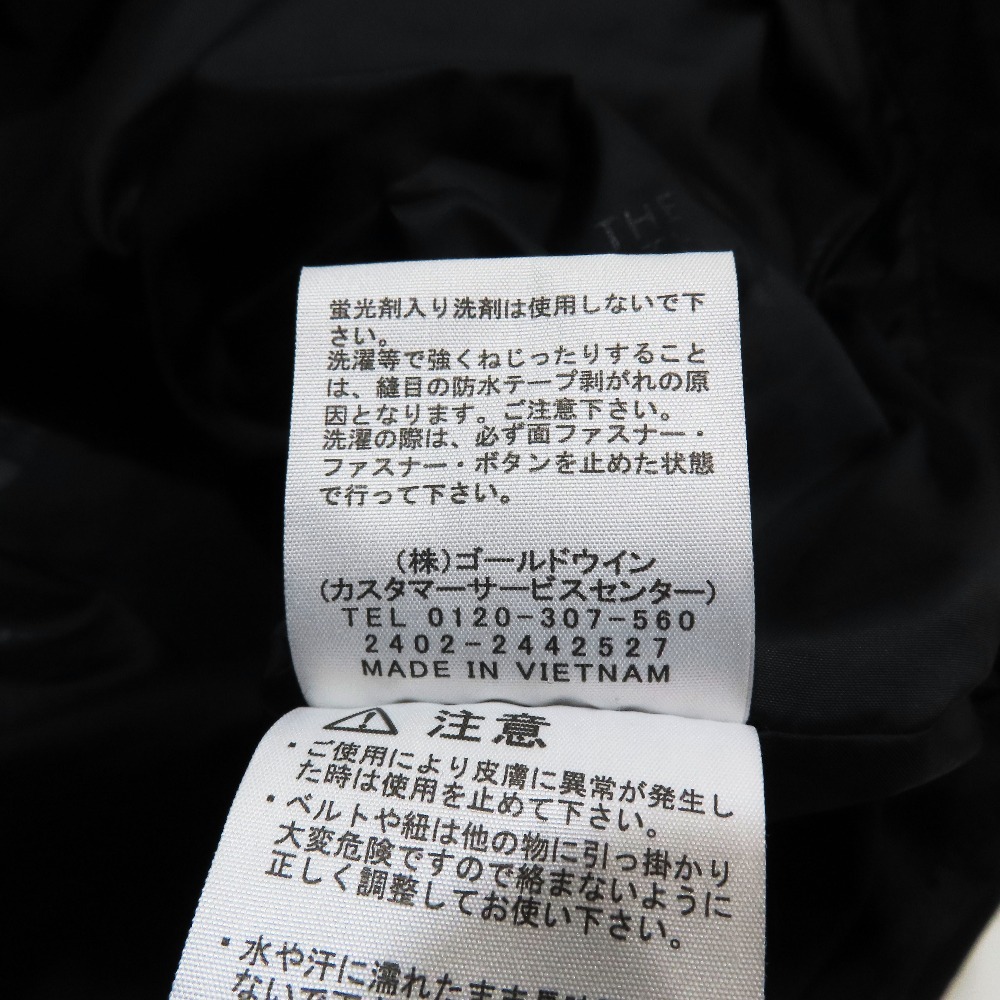 THE
蛍光剤入り洗剤は使用しないで下
さい。
洗濯等で強くねじったりすること
は、縫目の防水テープ剥がれの原
因となります。ご注意下さい。
洗濯の際は、必ず面ファスナー・
ファスナー・ボタンを止めた状態
で行って下さい。
(株)ゴールドウイン
(カスタマーサービスセンター)
TEL 0120-307-560
2402-2442527
MADE IN VIETNAM
注意
・ご使用により皮膚に異常が発生し
た時は使用を止めて下さい。
・ベルトや紐は他の物に引っ掛かり
大変危険ですので絡まないように
正しく調整してお使い下さい。
・水や汗に濡れたまま
ないで下